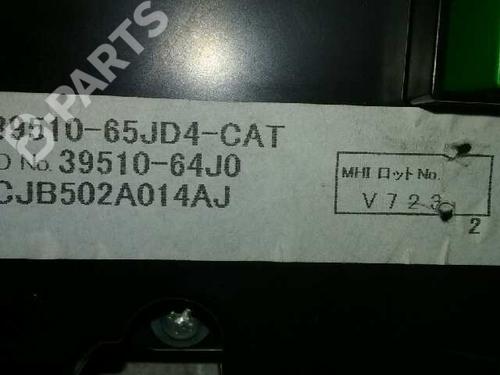 B-PARTS
39510-65JD4-CAT
D No. 39510-64J0
CJB502A014AJ
MHI ロット No.
V723
2